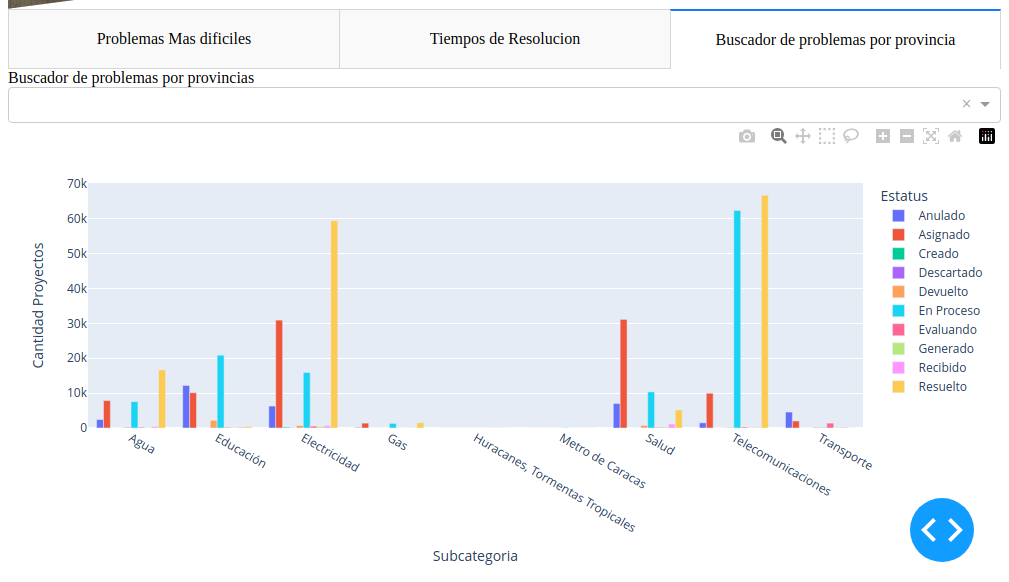 Problemas Mas dificiles
Tiempos de Resolucion
Buscador de problemas por provincia
Buscador de problemas por provincias
70k
60k
50k
40k
30k
20k
10k
0
Cantidad Proyectos
Agua
Educación
Electricidad
Gas
Huracanes, Tormentas Tropicales
Metro de Caracas
Salud
Telecomunicaciones
Transporte
Subcategoria
Estatus
Anulado
Asignado
Creado
Descartado
Devuelto
En Proceso
Evaluando
Generado
Recibido
Resuelto